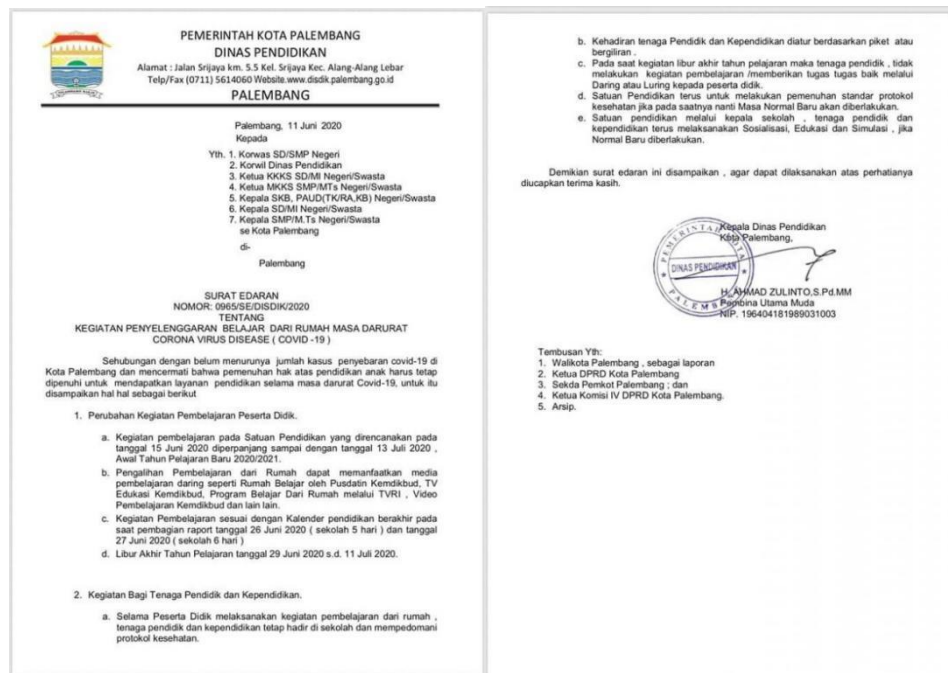 PEMERINTAH KOTA PALEMBANG
DINAS PENDIDIKAN
Alamat : Jalan Srijaya km. 5.5 Kel. Srijaya Kec. Alang-Alang Lebar
Telp/Fax (0711) 5614060 Website.www.disdik.palembang.go.id
PALEMBANG
Palembang, 11 Juni 2020
Kepada
Yth. 1. Korwas SD/SMP Negeri
2. Korwil Dinas Pendidikan
3. Ketua KKKS SD/MI Negeri/Swasta
4. Ketua MKKS SMP/MTs Negeri/Swasta
5. Kepala SKB, PAUD(TK/RA,KB) Negeri/Swasta
6. Kepala SD/MI Negeri/Swasta
7. Kepala SMP/M.Ts Negeri/Swasta
se Kota Palembang
di-
Palembang
SURAT EDARAN
NOMOR: 0965/SE/DISDIK/2020
TENTANG
KEGIATAN PENYELENGGARAN BELAJAR DARI RUMAH MASA DARURAT
CORONA VIRUS DISEASE ( COVID -19 )
Sehubungan dengan belum menurunya jumlah kasus penyebaran covid-19 di
Kota Palembang dan mencermati bahwa pemenuhan hak atas pendidikan anak harus tetap
dipenuhi untuk mendapatkan layanan pendidikan selama masa darurat Covid-19, untuk itu
disampaikan hal hal sebagai berikut
1. Perubahan Kegiatan Pembelajaran Peserta Didik.
a. Kegiatan pembelajaran pada Satuan Pendidikan yang direncanakan pada
tanggal 15 Juni 2020 diperpanjang sampai dengan tanggal 13 Juli 2020 ,
Awal Tahun Pelajaran Baru 2020/2021.
b. Pengalihan Pembelajaran dari Rumah dapat memanfaatkan media
pembelajaran daring seperti Rumah Belajar oleh Pusdatin Kemdikbud, TV
Edukasi Kemdikbud, Program Belajar Dari Rumah melalui TVRI , Video
Pembelajaran Kemdikbud dan lain lain.
c. Kegiatan Pembelajaran sesuai dengan Kalender pendidikan berakhir pada
saat pembagian raport tanggal 26 Juni 2020 ( sekolah 5 hari ) dan tanggal
27 Juni 2020 ( sekolah 6 hari )
d. Libur Akhir Tahun Pelajaran tanggal 29 Juni 2020 s.d. 11 Juli 2020.
2. Kegiatan Bagi Tenaga Pendidik dan Kependidikan.
a. Selama Peserta Didik melaksanakan kegiatan pembelajaran dari rumah ,
tenaga pendidik dan kependidikan tetap hadir di sekolah dan mempedomani
protokol kesehatan.
b. Kehadiran tenaga Pendidik dan Kependidikan diatur berdasarkan piket atau
bergiliran .
c. Pada saat kegiatan libur akhir tahun pelajaran maka tenaga pendidik , tidak
melakukan kegiatan pembelajaran /memberikan tugas tugas baik melalui
Daring atau Luring kepada peserta didik.
d. Satuan Pendidikan terus untuk melakukan pemenuhan standar protokol
kesehatan jika pada saatnya nanti Masa Normal Baru akan diberlakukan.
e. Satuan pendidikan melalui kepala sekolah , tenaga pendidik dan
kependidikan terus melaksanakan Sosialisasi, Edukasi dan Simulasi , jika
Normal Baru diberlakukan.
Demikian surat edaran ini disampaikan , agar dapat dilaksanakan atas perhatianya
diucapkan terima kasih.
Kepala Dinas Pendidikan
Kota Palembang,
PEMERINTAH KOTA
DINAS PENDIDIKAN
PALEMBANG
H. AHMAD ZULINTO,S.Pd.MM
Pembina Utama Muda
NIP. 196404181989031003
Tembusan Yth:
1. Walikota Palembang , sebagai laporan
2. Ketua DPRD Kota Palembang
3. Sekda Pemkot Palembang ; dan
4. Ketua Komisi IV DPRD Kota Palembang.
5. Arsip.